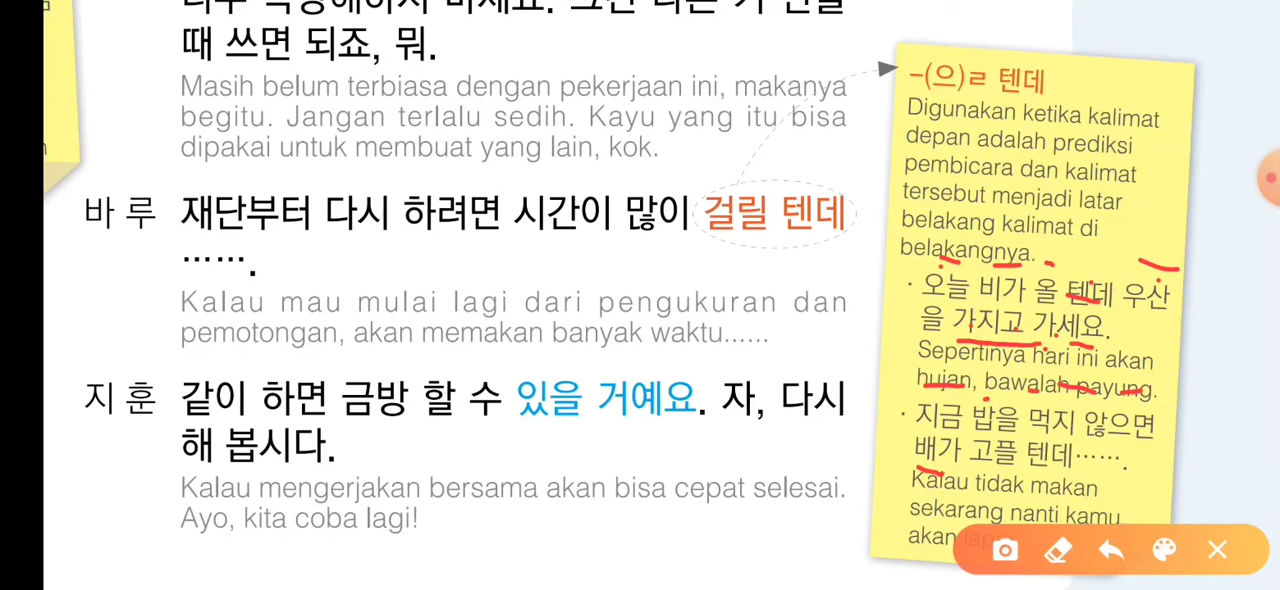 때 쓰면 되죠, 뭐.
Masih belum terbiasa dengan pekerjaan ini, makanya
begitu. Jangan terlalu sedih. Kayu yang itu bisa
dipakai untuk membuat yang lain, kok.
바 루 재단부터 다시 하려면 시간이 많이 걸릴 텐데
…….
Kalau mau mulai lagi dari pengukuran dan
pemotongan, akan memakan banyak waktu......
지 훈 같이 하면 금방 할 수 있을 거예요. 자, 다시
해 봅시다.
Kalau mengerjakan bersama akan bisa cepat selesai.
Ayo, kita coba lagi!
-(으)ㄹ 텐데
Digunakan ketika kalimat
depan adalah prediksi
pembicara dan kalimat
tersebut menjadi latar
belakang kalimat di
belakangnya.
· 오늘 비가 올 텐데 우산
을 가지고 가세요.
Sepertinya hari ini akan
hujan, bawalah payung.
· 지금 밥을 먹지 않으면
배가 고플 텐데…….
Kalau tidak makan
sekarang nanti kamu
akan